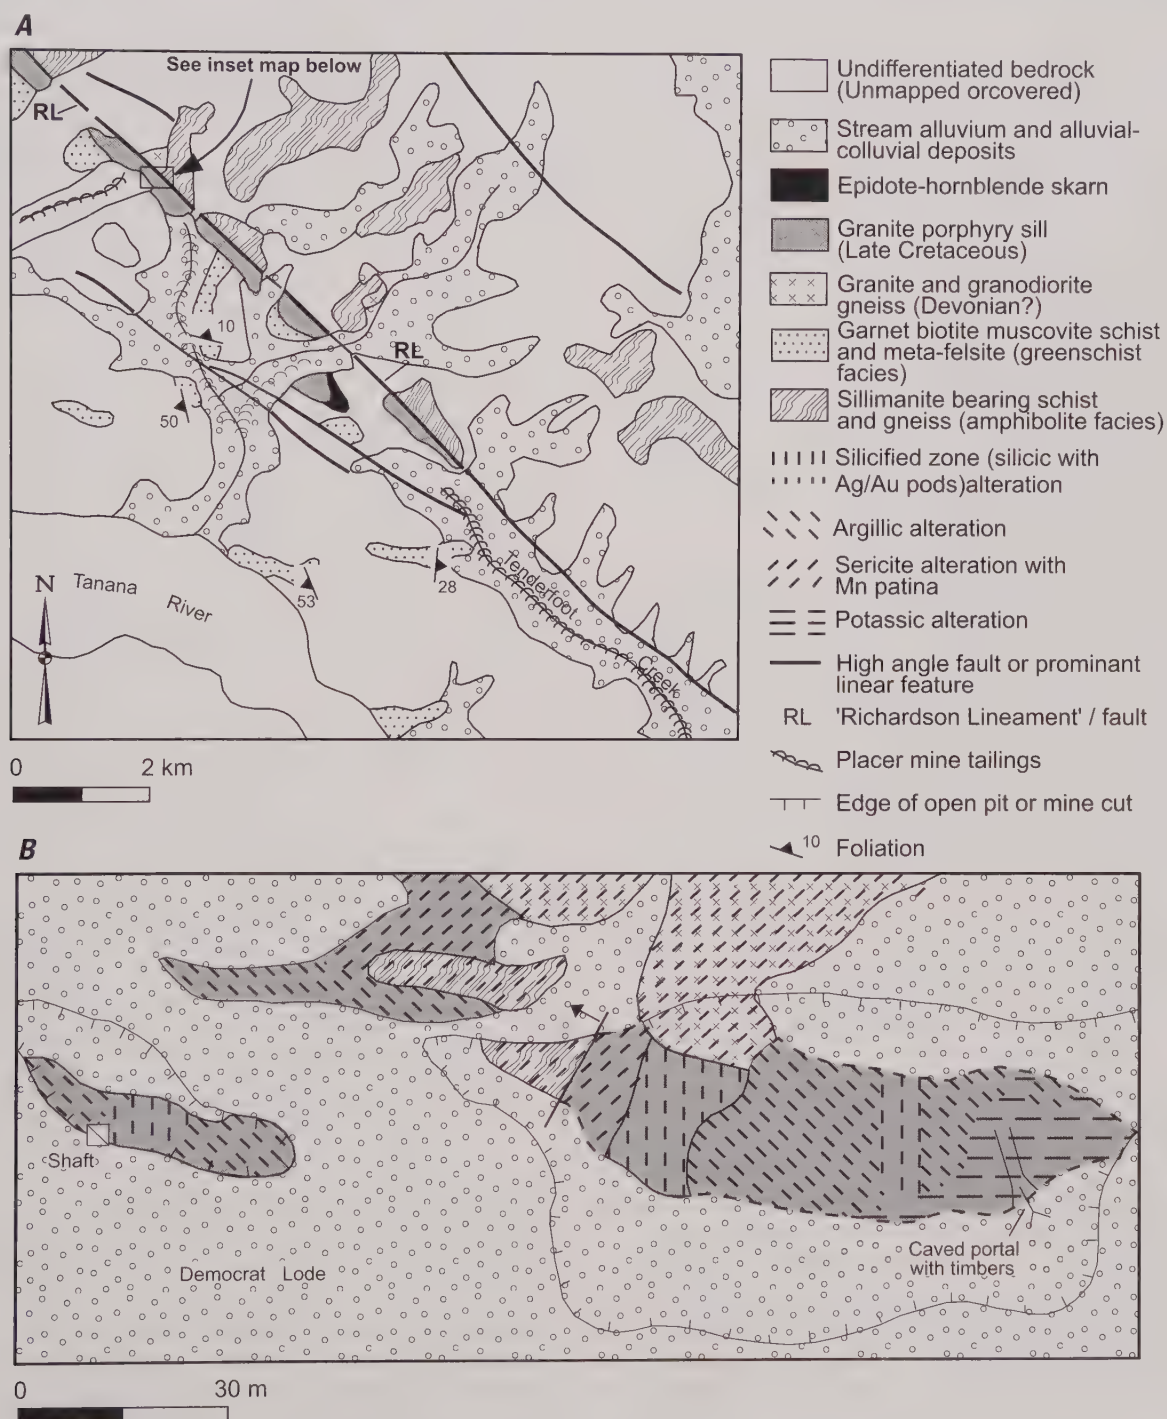 A
See inset map below
RL
10
RL
50
53
28
Tenderfoot
Creek
Tanana
River
N
0 2 km
Undifferentiated bedrock
(Unmapped orcovered)
Stream alluvium and alluvial-
colluvial deposits
Epidote-hornblende skarn
Granite porphyry sill
(Late Cretaceous)
Granite and granodiorite
gneiss (Devonian?)
Garnet biotite muscovite schist
and meta-felsite (greenschist
facies)
Sillimanite bearing schist
and gneiss (amphibolite facies)
Silicified zone (silicic with
Ag/Au pods)alteration
Argillic alteration
Sericite alteration with
Mn patina
Potassic alteration
High angle fault or prominant
linear feature
RL 'Richardson Lineament' / fault
Placer mine tailings
Edge of open pit or mine cut
10 Foliation
B
Shaft
Democrat Lode
Caved portal
with timbers
0 30 m